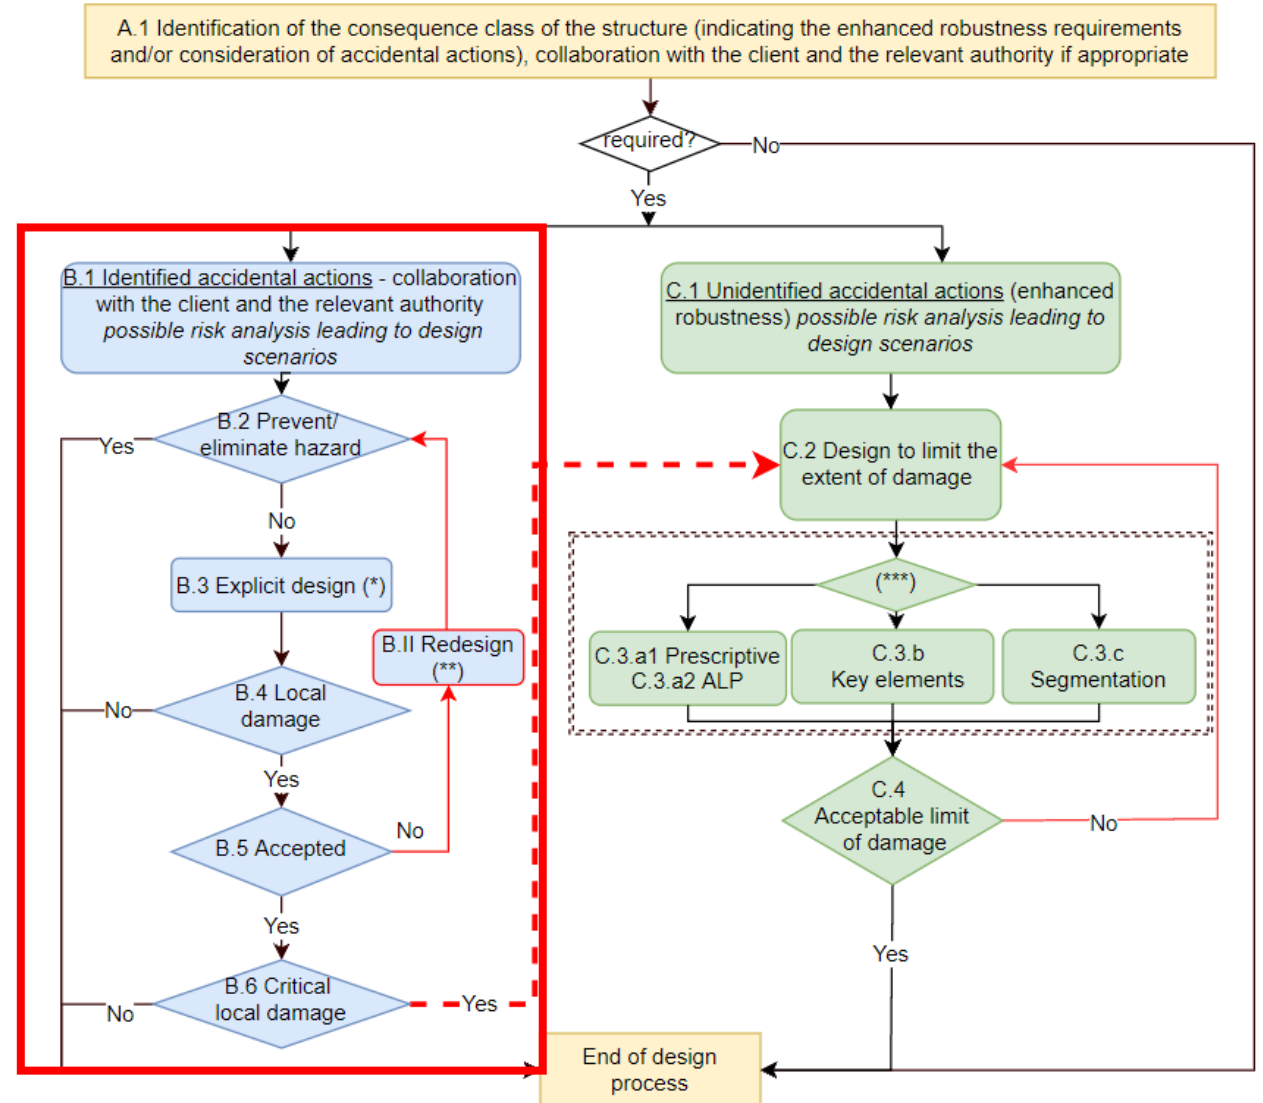 A.1 Identification of the consequence class of the structure (indicating the enhanced robustness requirements
and/or consideration of accidental actions), collaboration with the client and the relevant authority if appropriate
required?
No
Yes
B.1 Identified accidental actions - collaboration
with the client and the relevant authority
possible risk analysis leading to design
scenarios
B.2 Prevent/
eliminate hazard
Yes
No
B.3 Explicit design (*)
B.II Redesign
(**)
B.4 Local
damage
No
Yes
B.5 Accepted
No
Yes
B.6 Critical
local damage
No
Yes
C.1 Unidentified accidental actions (enhanced
robustness) possible risk analysis leading to
design scenarios
C.2 Design to limit the
extent of damage
(***)
C.3.a1 Prescriptive
C.3.a2 ALP
C.3.b
Key elements
C.3.c
Segmentation
C.4
Acceptable limit
of damage
No
Yes
End of design
process